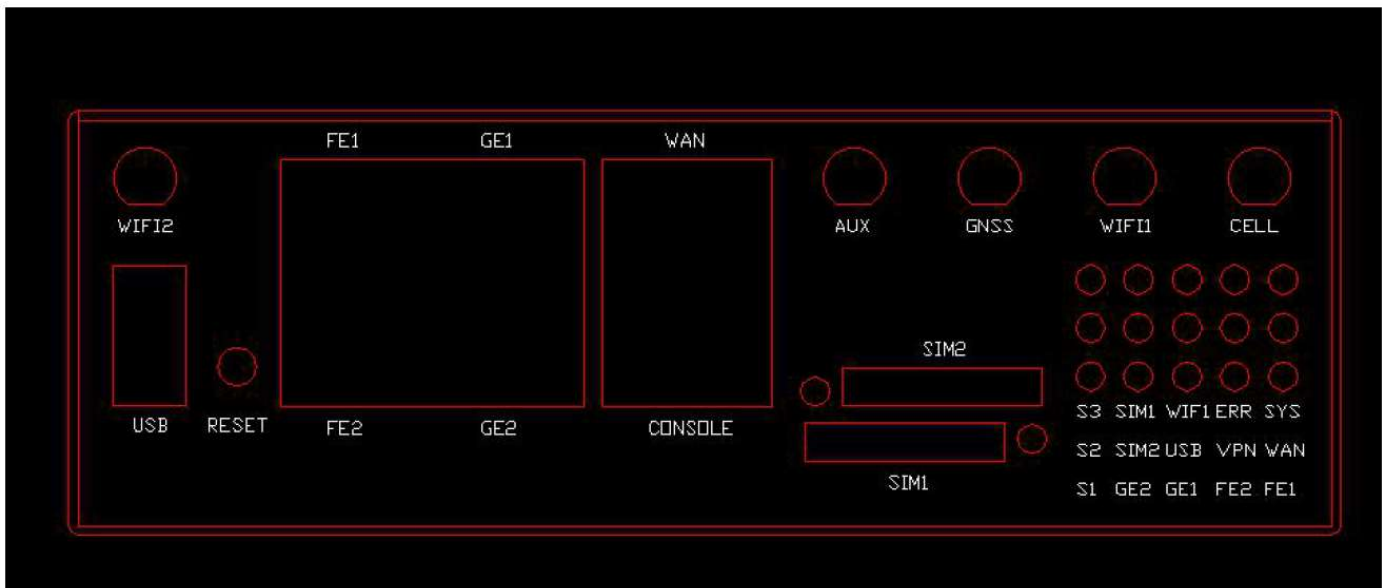 FE1 GE1 WAN
WIFI2 AUX GNSS WIFI1 CELL
SIM2
S3 SIM1 WIF1 ERR SYS
USB RESET FE2 GE2 CONSOLE
S2 SIM2 USB VPN WAN
SIM1
S1 GE2 GE1 FE2 FE1